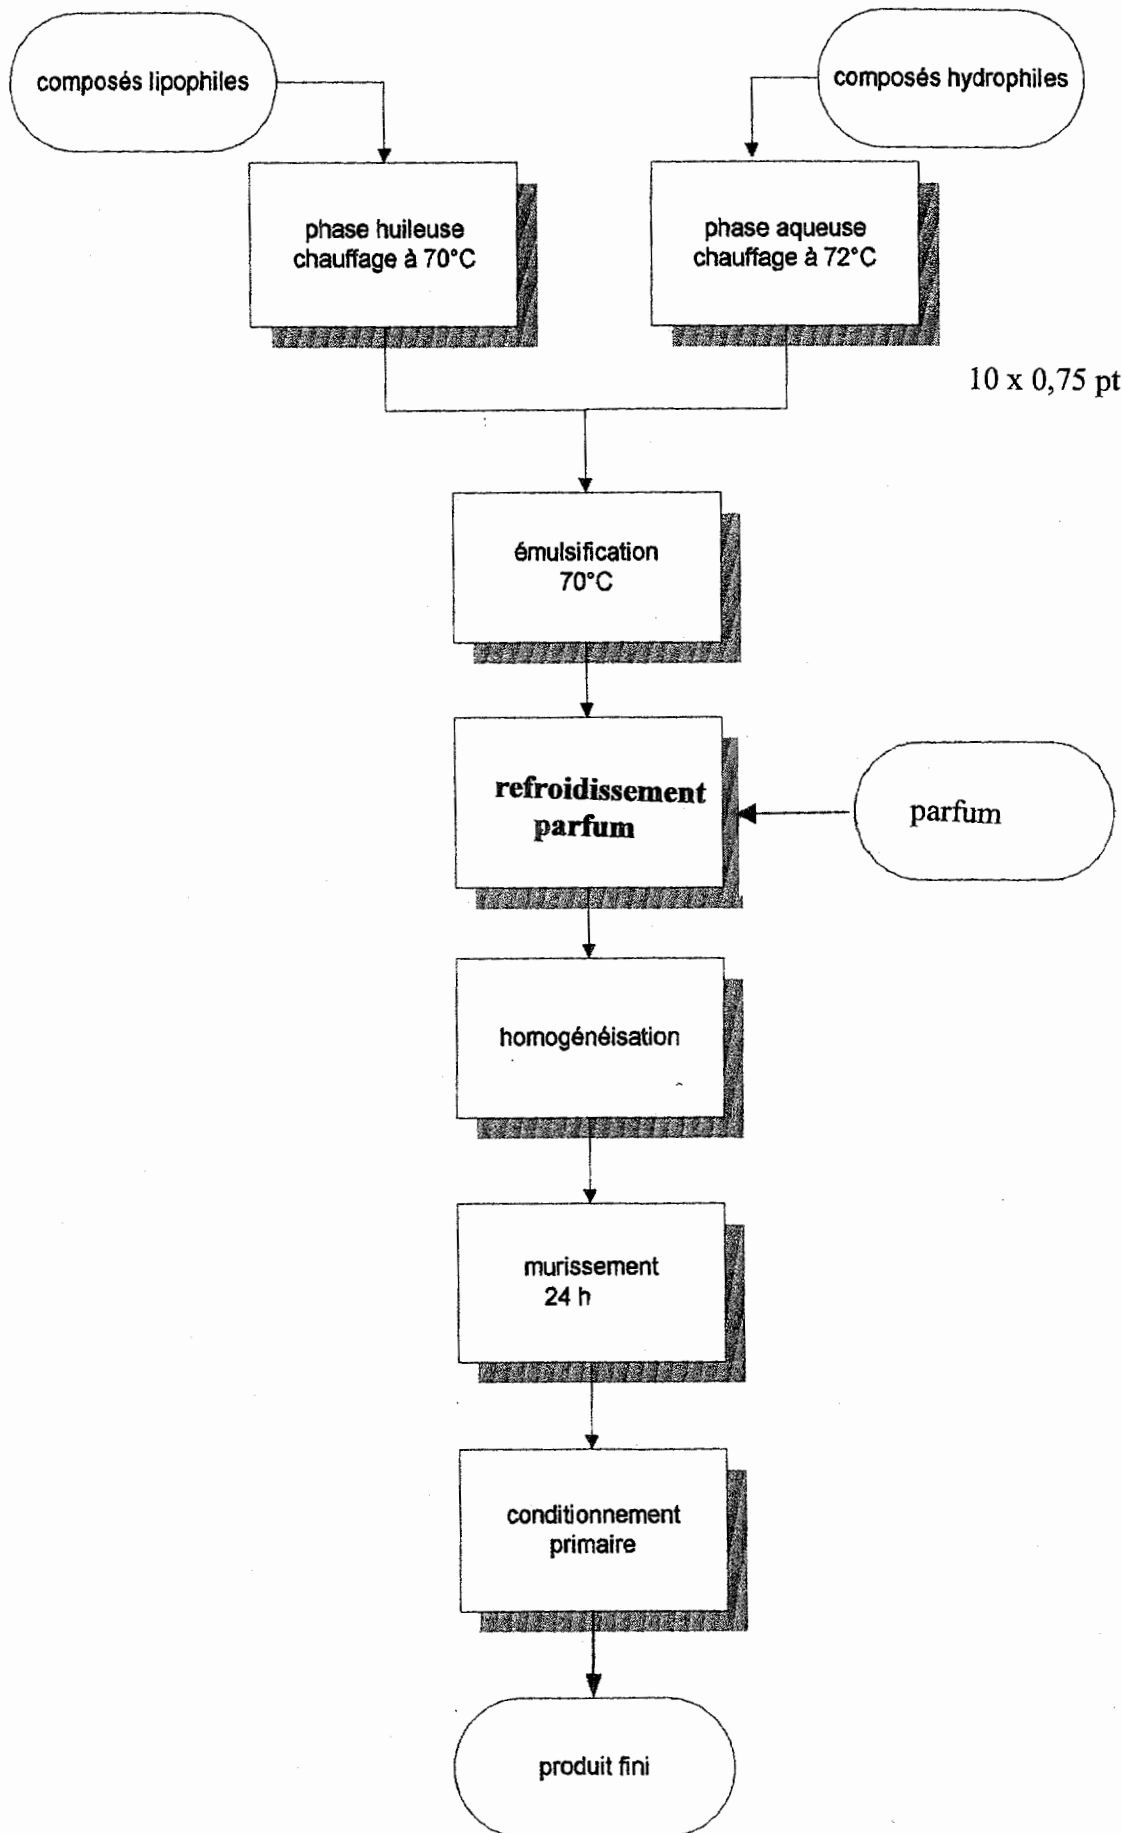 composés lipophiles
composés hydrophiles
phase huileuse
chauffage à 70°C
phase aqueuse
chauffage à 72°C
10 x 0,75 pt
émulsification
70°C
refroidissement
parfum
parfum
homogénéisation
murissement
24 h
conditionnement
primaire
produit fini